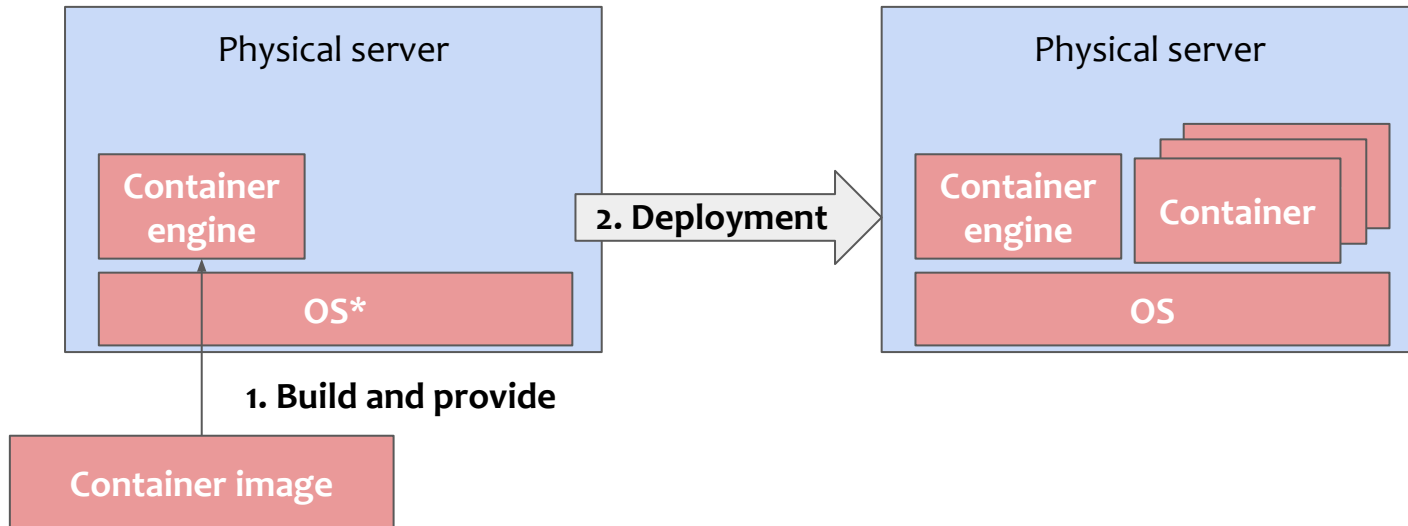 Physical server
Container
engine
OS*
1. Build and provide
Container image
2. Deployment
Physical server
Container
engine
Container
OS